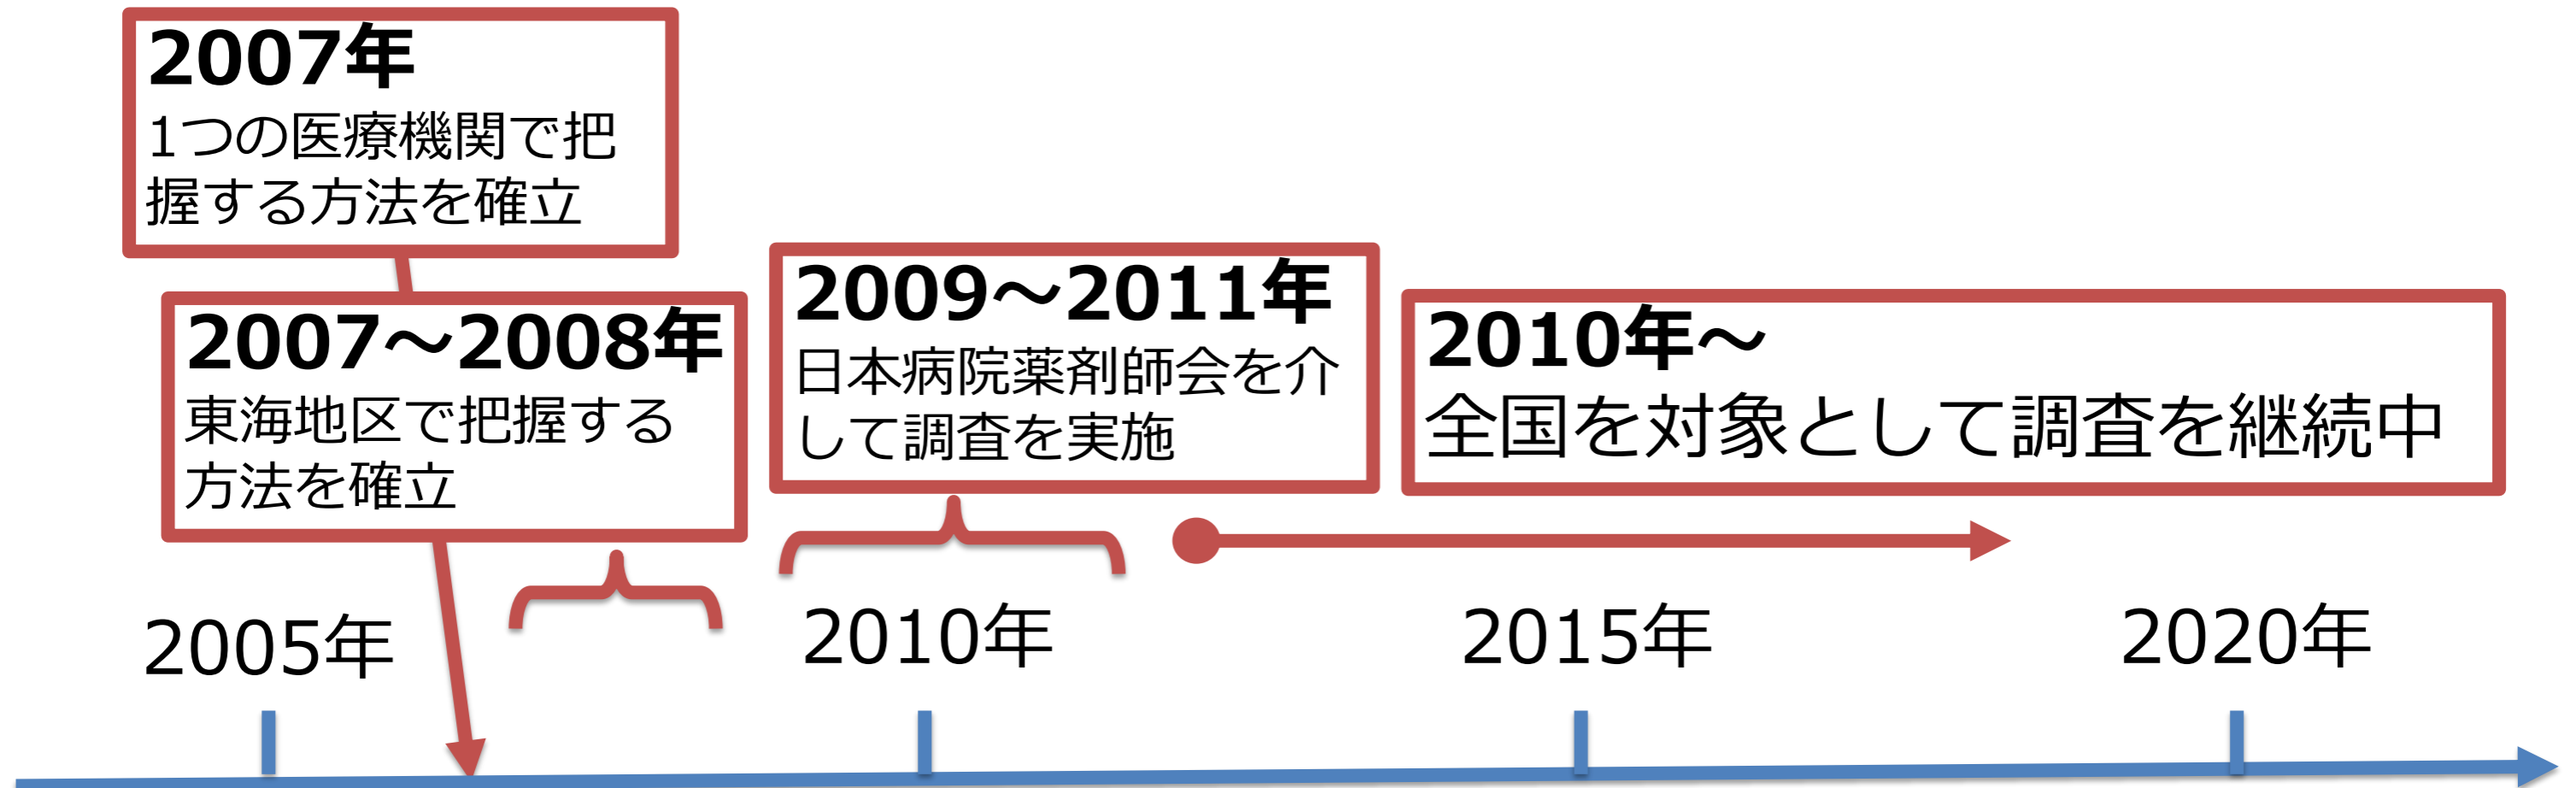 2007年
1つの医療機関で把
握する方法を確立
2007～2008年
東海地区で把握する
方法を確立
2009～2011年
日本病院薬剤師会を介
して調査を実施
2010年～
全国を対象として調査を継続中
2005年
2010年
2015年
2020年